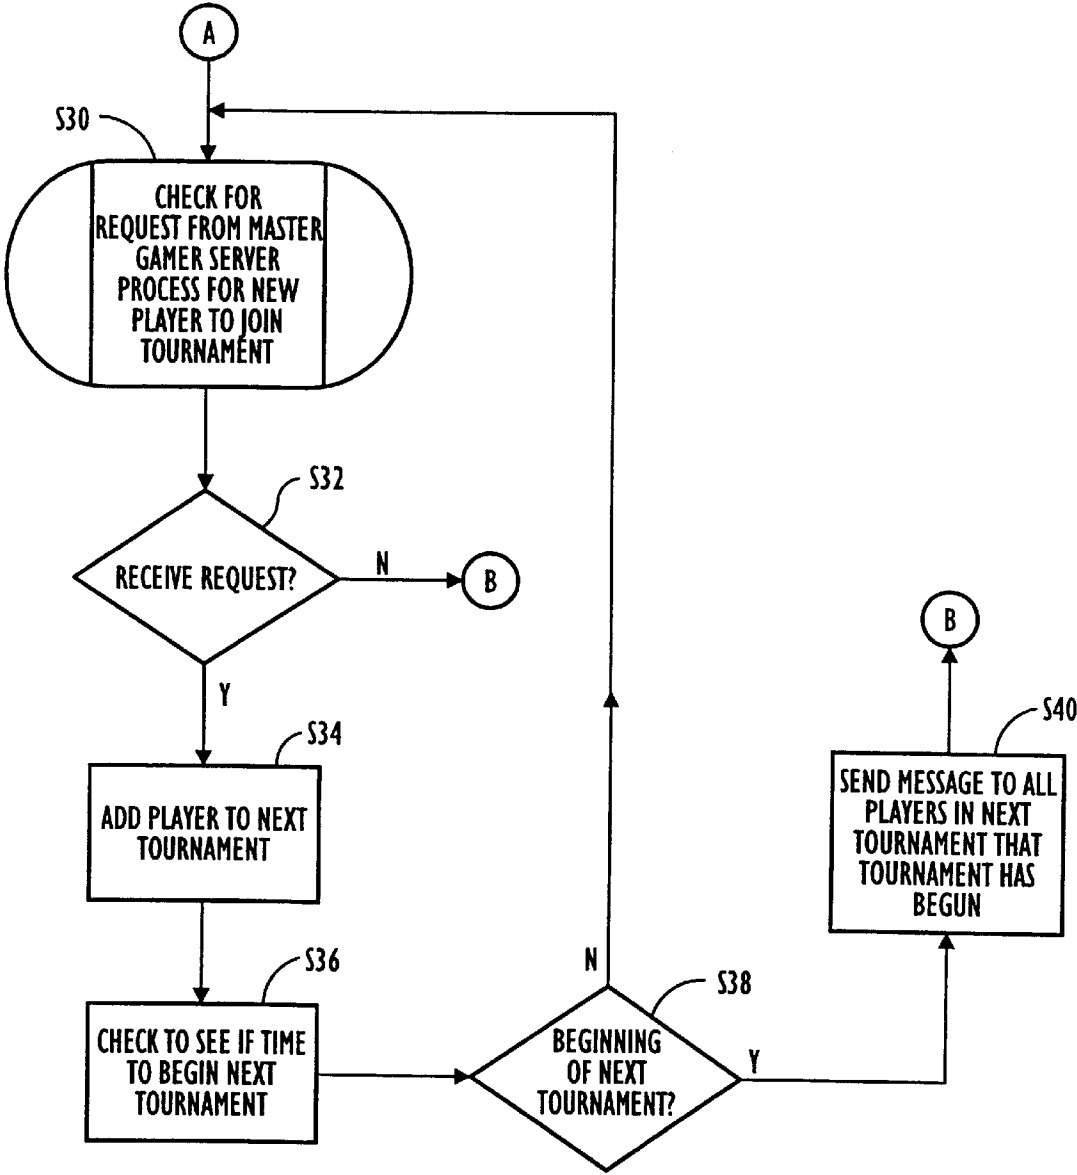 A
S30
CHECK FOR
REQUEST FROM MASTER
GAMER SERVER
PROCESS FOR NEW
PLAYER TO JOIN
TOURNAMENT
S32
RECEIVE REQUEST?
N
B
Y
S34
ADD PLAYER TO NEXT
TOURNAMENT
S36
CHECK TO SEE IF TIME
TO BEGIN NEXT
TOURNAMENT
N
S38
BEGINNING
OF NEXT
TOURNAMENT?
Y
B
S40
SEND MESSAGE TO ALL
PLAYERS IN NEXT
TOURNAMENT THAT
TOURNAMENT HAS
BEGUN